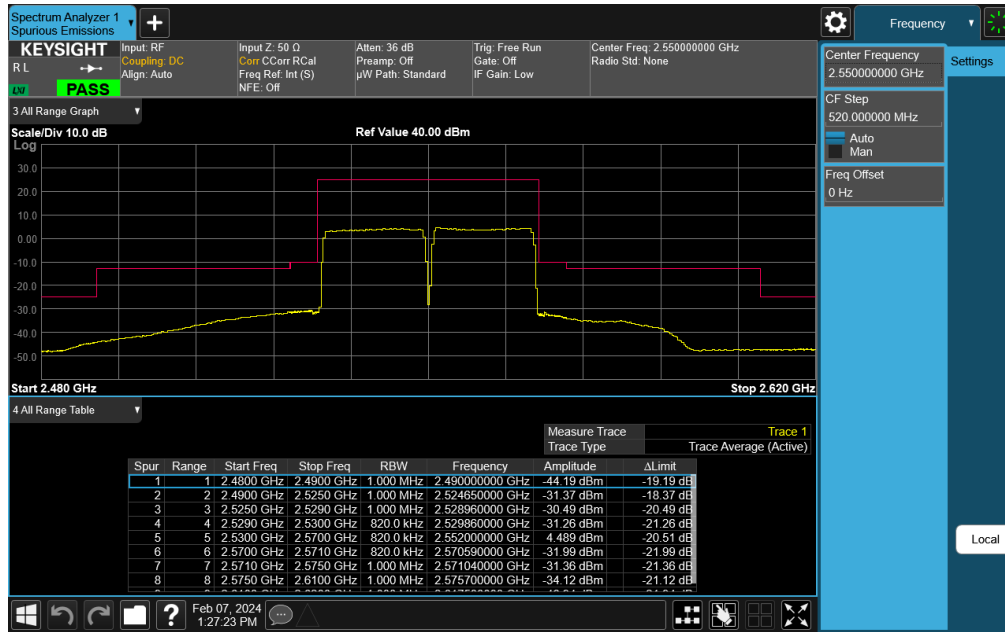 Spectrum Analyzer 1
Spurious Emissions
Frequency
KEYSIGHT
R L
LXI
PASS
Input: RF
Coupling: DC
Align: Auto
Input Z: 50 Ω
Corr CCorr RCal
Freq Ref: Int (S)
NFE: Off
Atten: 36 dB
Preamp: Off
µW Path: Standard
Trig: Free Run
Gate: Off
IF Gain: Low
Center Freq: 2.550000000 GHz
Radio Std: None
Center Frequency
2.550000000 GHz
Settings
CF Step
520.000000 MHz
Auto
Man
Freq Offset
0 Hz
Local
3 All Range Graph
Scale/Div 10.0 dB
Ref Value 40.00 dBm
Log
30.0
20.0
10.0
0.00
-10.0
-20.0
-30.0
-40.0
-50.0
Start 2.480 GHz
Stop 2.620 GHz
4 All Range Table
Measure Trace Trace 1
Trace Type Trace Average (Active)
Spur Range Start Freq Stop Freq RBW Frequency Amplitude ΔLimit
1 1 2.4800 GHz 2.4900 GHz 1.000 MHz 2.490000000 GHz -44.19 dBm -19.19 dB
2 2 2.4900 GHz 2.5250 GHz 1.000 MHz 2.524650000 GHz -31.37 dBm -18.37 dB
3 3 2.5250 GHz 2.5290 GHz 1.000 MHz 2.528960000 GHz -30.49 dBm -20.49 dB
4 4 2.5290 GHz 2.5300 GHz 820.0 kHz 2.529860000 GHz -31.26 dBm -21.26 dB
5 5 2.5300 GHz 2.5700 GHz 820.0 kHz 2.552000000 GHz 4.489 dBm -20.51 dB
6 6 2.5700 GHz 2.5710 GHz 820.0 kHz 2.570590000 GHz -31.99 dBm -21.99 dB
7 7 2.5710 GHz 2.5750 GHz 1.000 MHz 2.571040000 GHz -31.36 dBm -21.36 dB
8 8 2.5750 GHz 2.6100 GHz 1.000 MHz 2.575700000 GHz -34.12 dBm -21.12 dB
Feb 07, 2024
1:27:23 PM